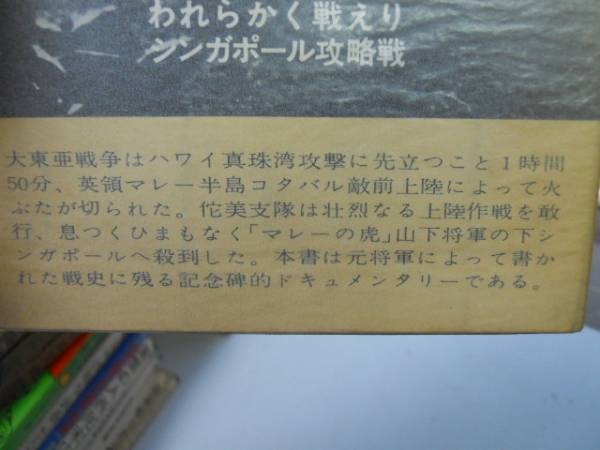 われらかく戦えり
シンガポール攻略戦
大東亜戦争はハワイ真珠湾攻撃に先立つこと1時間
50分、英領マレー半島コタバル敵前上陸によって火
ぶたが切られた。佗美支隊は壮烈なる上陸作戦を敢
行、息つくひまもなく「マレーの虎」山下将軍の下シ
ンガポールへ殺到した。本書は元将軍によって書か
れた戦史に残る記念碑的ドキュメンタリーである。